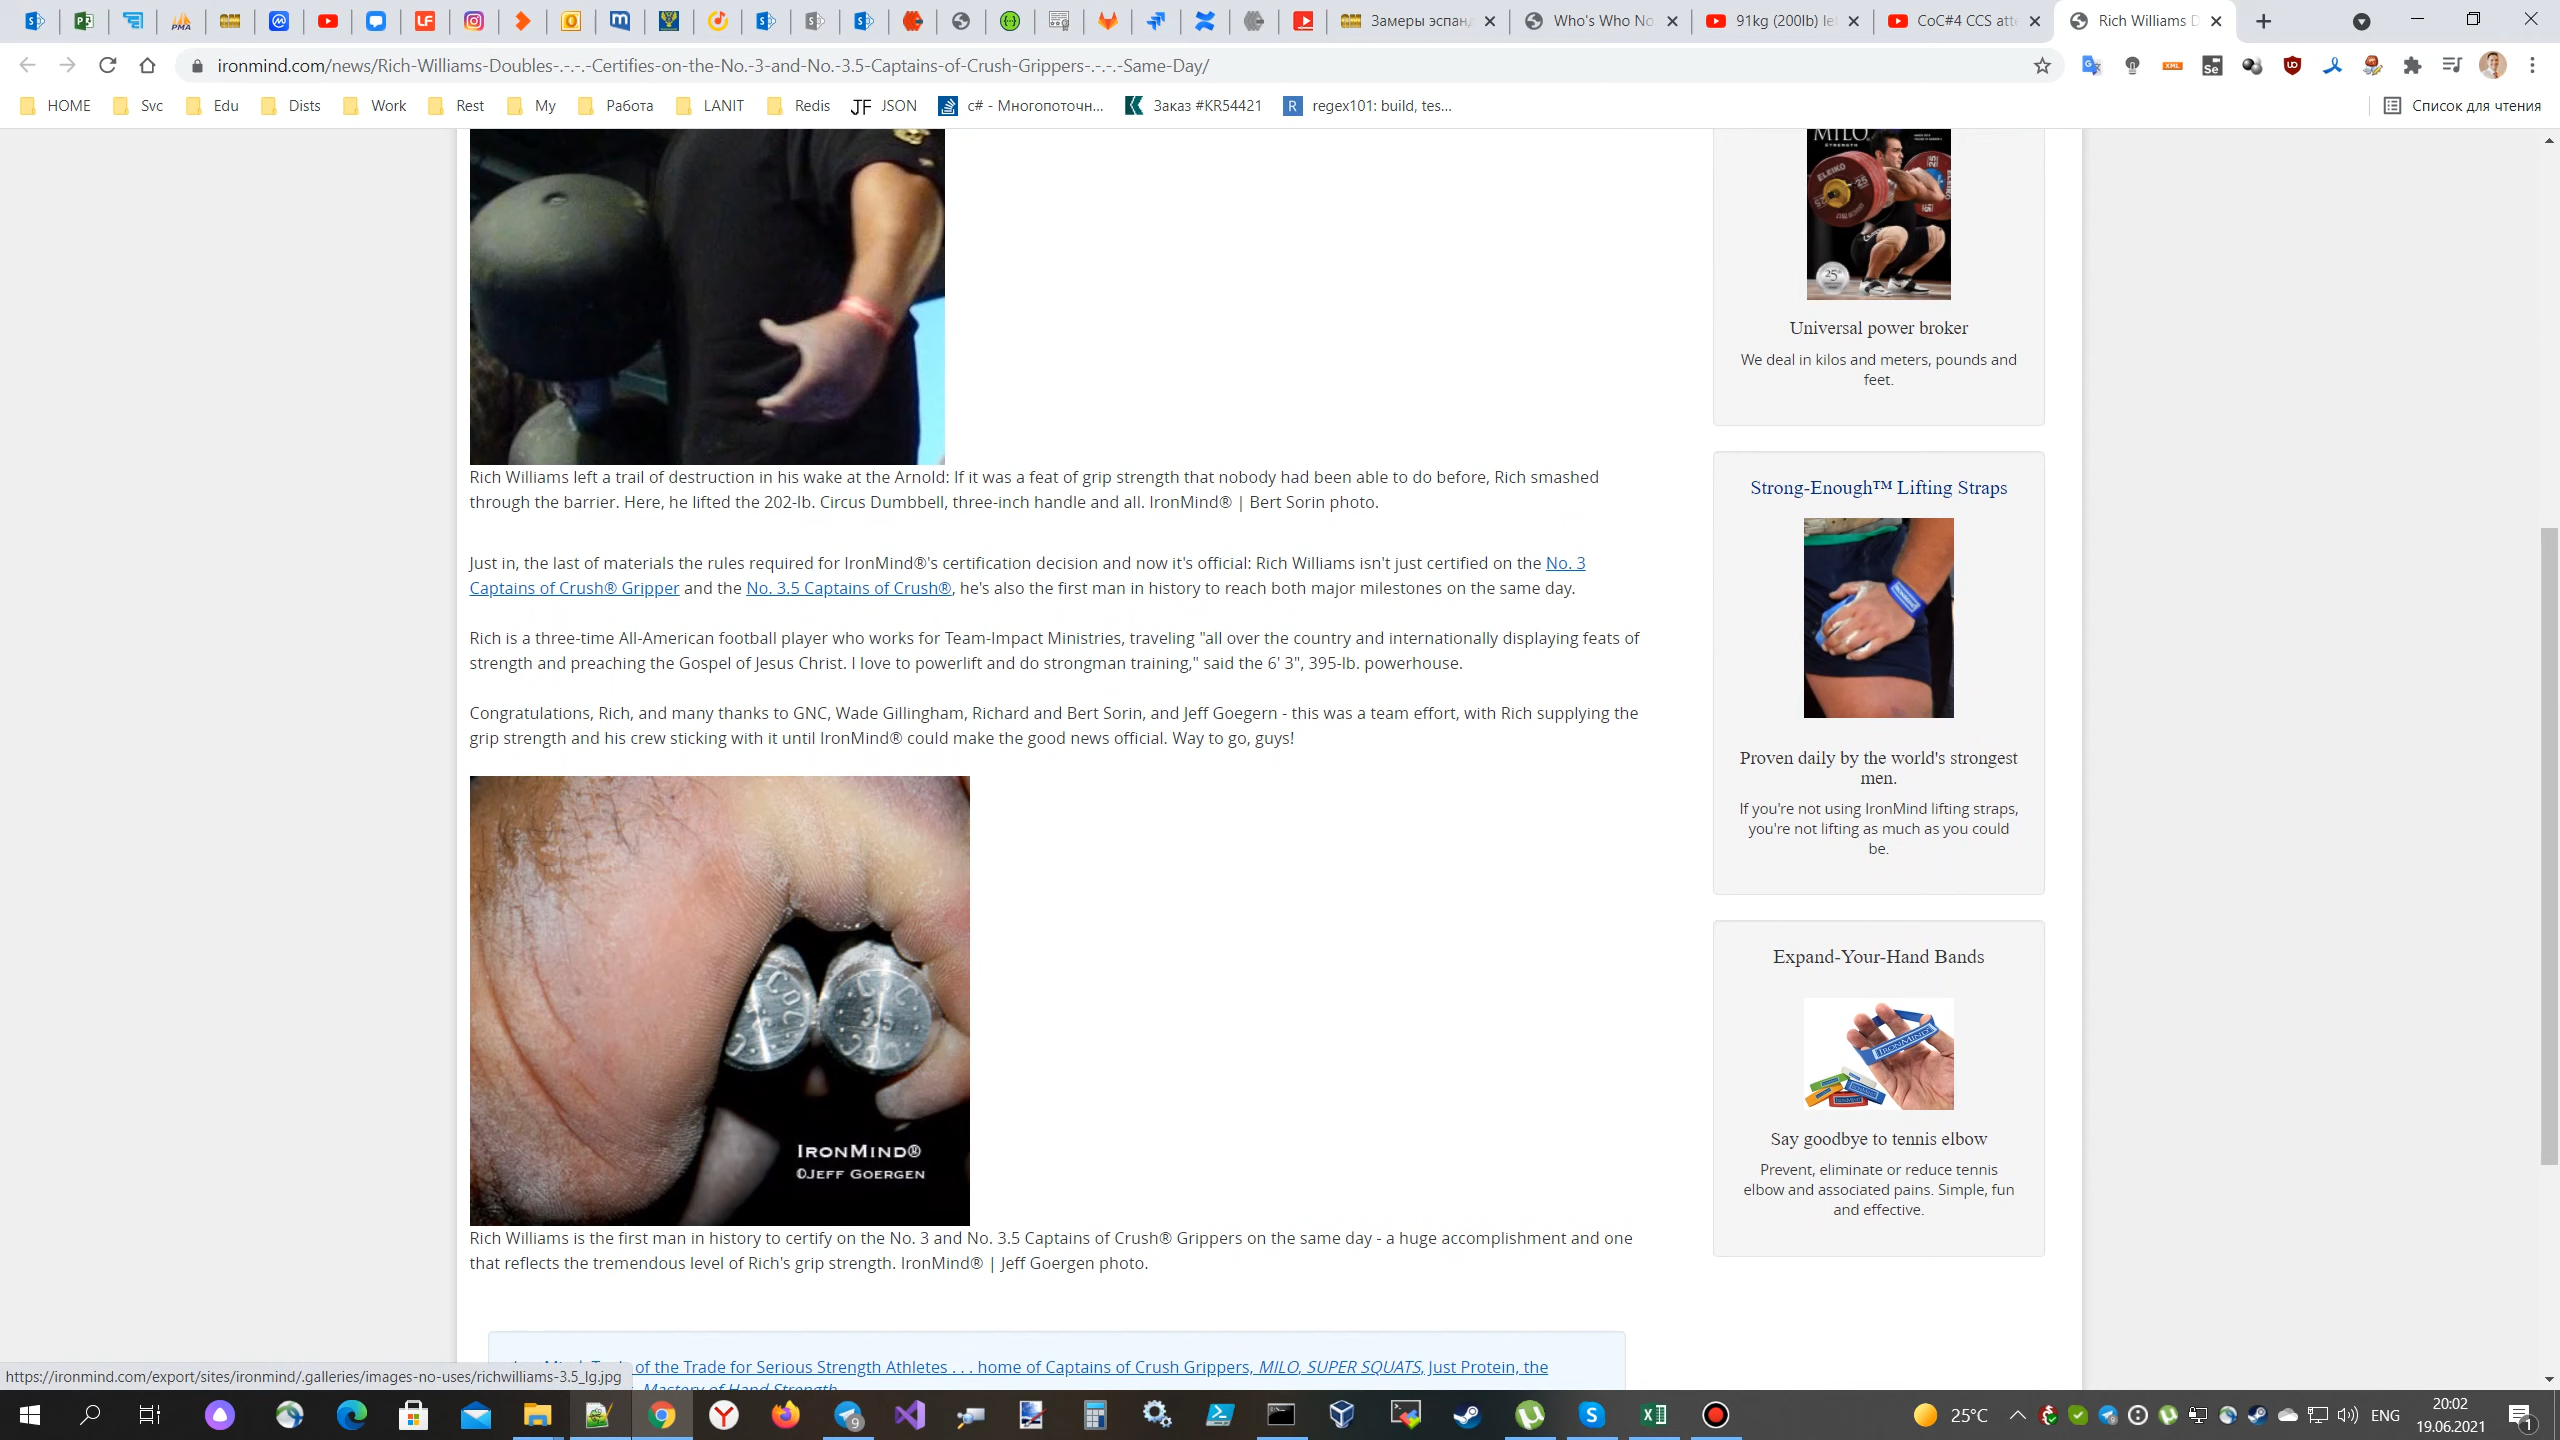 Замеры эспанд
Who's Who No.
91kg (200lb) le
CoC#4 CCS atte
Rich Williams D
ironmind.com/news/Rich-Williams-Doubles-.-.-.-Certifies-on-the-No.-3-and-No.-3.5-Captains-of-Crush-Grippers-.-.-.-Same-Day/
HOME Svc Edu Dists Work Rest My Работа LANIT Redis JSON c# - Многопоточн... Заказ #KR54421 regex101: build, tes... Список для чтения
MILO
STRENGTH
ELEIKO
Universal power broker
We deal in kilos and meters, pounds and
feet.
Rich Williams left a trail of destruction in his wake at the Arnold: If it was a feat of grip strength that nobody had been able to do before, Rich smashed
through the barrier. Here, he lifted the 202-lb. Circus Dumbbell, three-inch handle and all. IronMind® | Bert Sorin photo.
Just in, the last of materials the rules required for IronMind®'s certification decision and now it's official: Rich Williams isn't just certified on the No. 3
Captains of Crush® Gripper and the No. 3.5 Captains of Crush®, he's also the first man in history to reach both major milestones on the same day.
Rich is a three-time All-American football player who works for Team-Impact Ministries, traveling "all over the country and internationally displaying feats of
strength and preaching the Gospel of Jesus Christ. I love to powerlift and do strongman training," said the 6' 3", 395-lb. powerhouse.
Congratulations, Rich, and many thanks to GNC, Wade Gillingham, Richard and Bert Sorin, and Jeff Goegern - this was a team effort, with Rich supplying the
grip strength and his crew sticking with it until IronMind® could make the good news official. Way to go, guys!
COC
3.5
IRONMIND®
©JEFF GOERGEN
Rich Williams is the first man in history to certify on the No. 3 and No. 3.5 Captains of Crush® Grippers on the same day - a huge accomplishment and one
that reflects the tremendous level of Rich's grip strength. IronMind® | Jeff Goergen photo.
Strong-Enough™ Lifting Straps
Proven daily by the world's strongest
men.
If you're not using IronMind lifting straps,
you're not lifting as much as you could
be.
Expand-Your-Hand Bands
IRONMIND
Say goodbye to tennis elbow
Prevent, eliminate or reduce tennis
elbow and associated pains. Simple, fun
and effective.
of the Trade for Serious Strength Athletes . . . home of Captains of Crush Grippers, MILO, SUPER SQUATS, Just Protein, the
Mastery of Hand Strength
https://ironmind.com/export/sites/ironmind/.galleries/images-no-uses/richwilliams-3.5_lg.jpg
9
25°C
ENG
20:02
19.06.2021
1